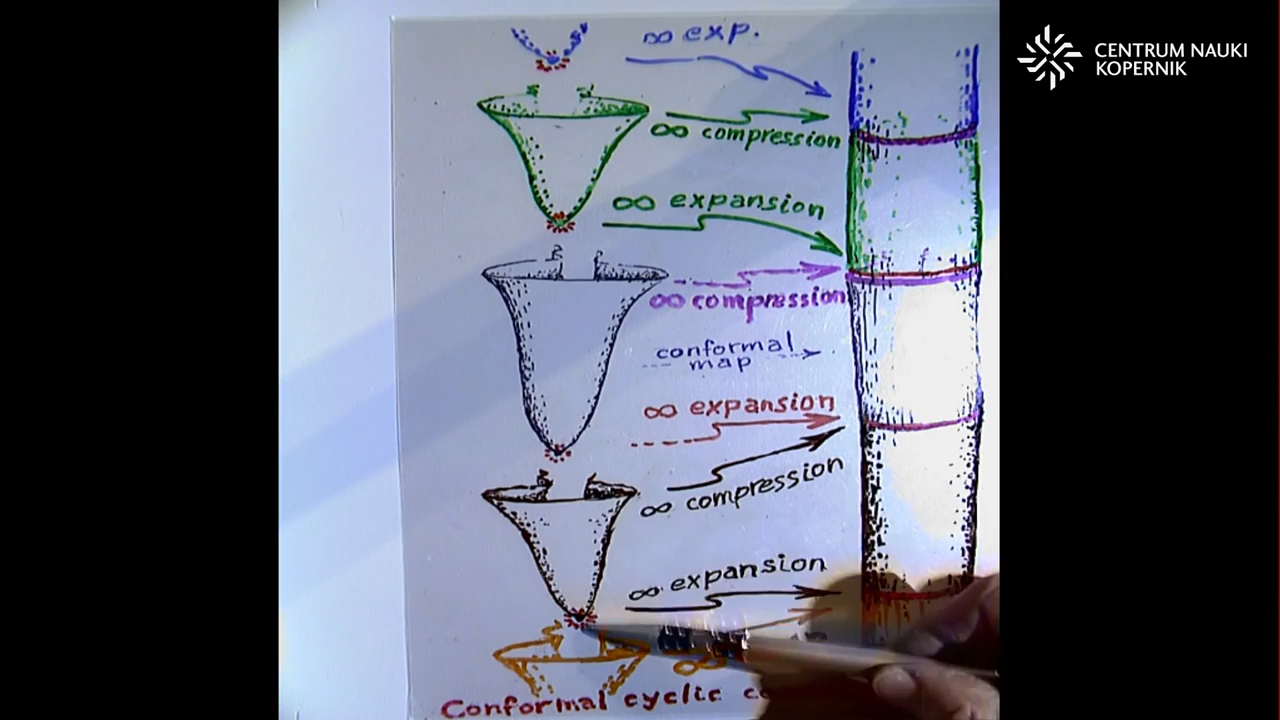 ∞ exp.
∞ compression
∞ expansion
∞ compression
conformal
map
∞ expansion
∞ compression
∞ expansion
∞
Conformal cyclic
CENTRUM NAUKI
KOPERNIK